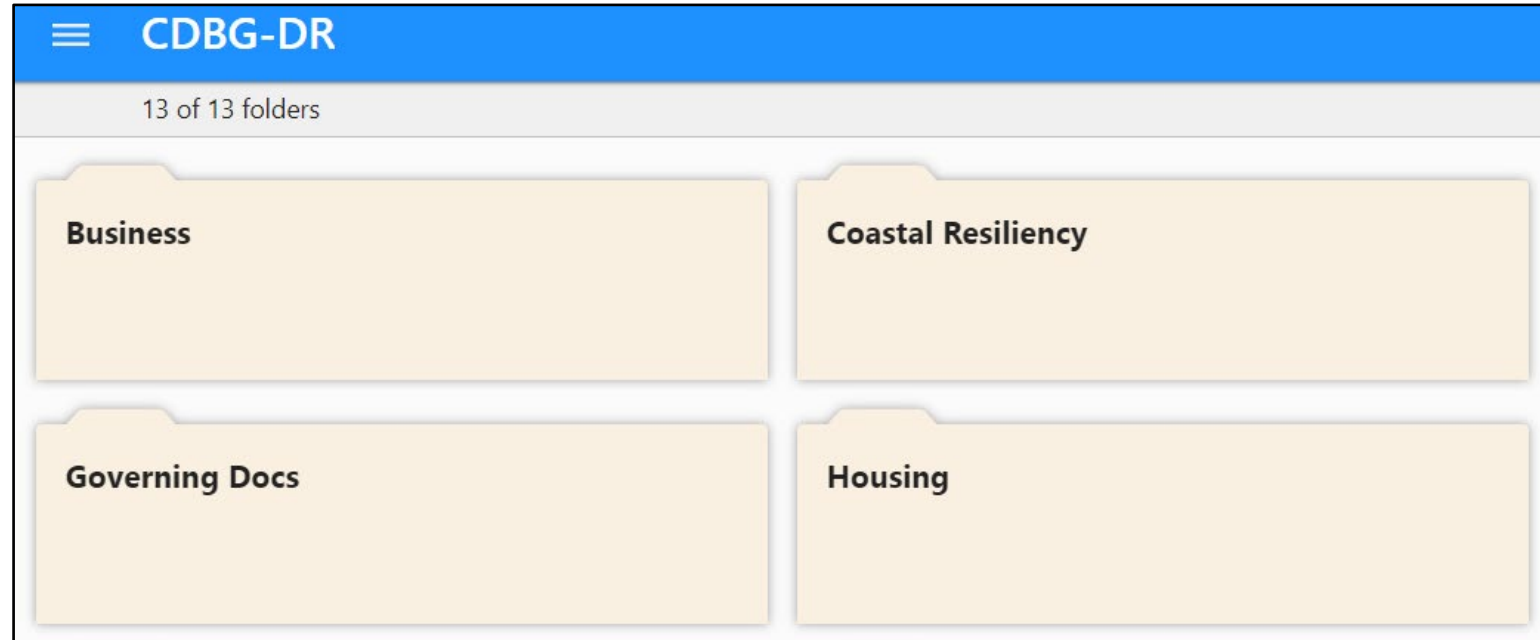 CDBG-DR
13 of 13 folders
Business
Coastal Resiliency
Governing Docs
Housing